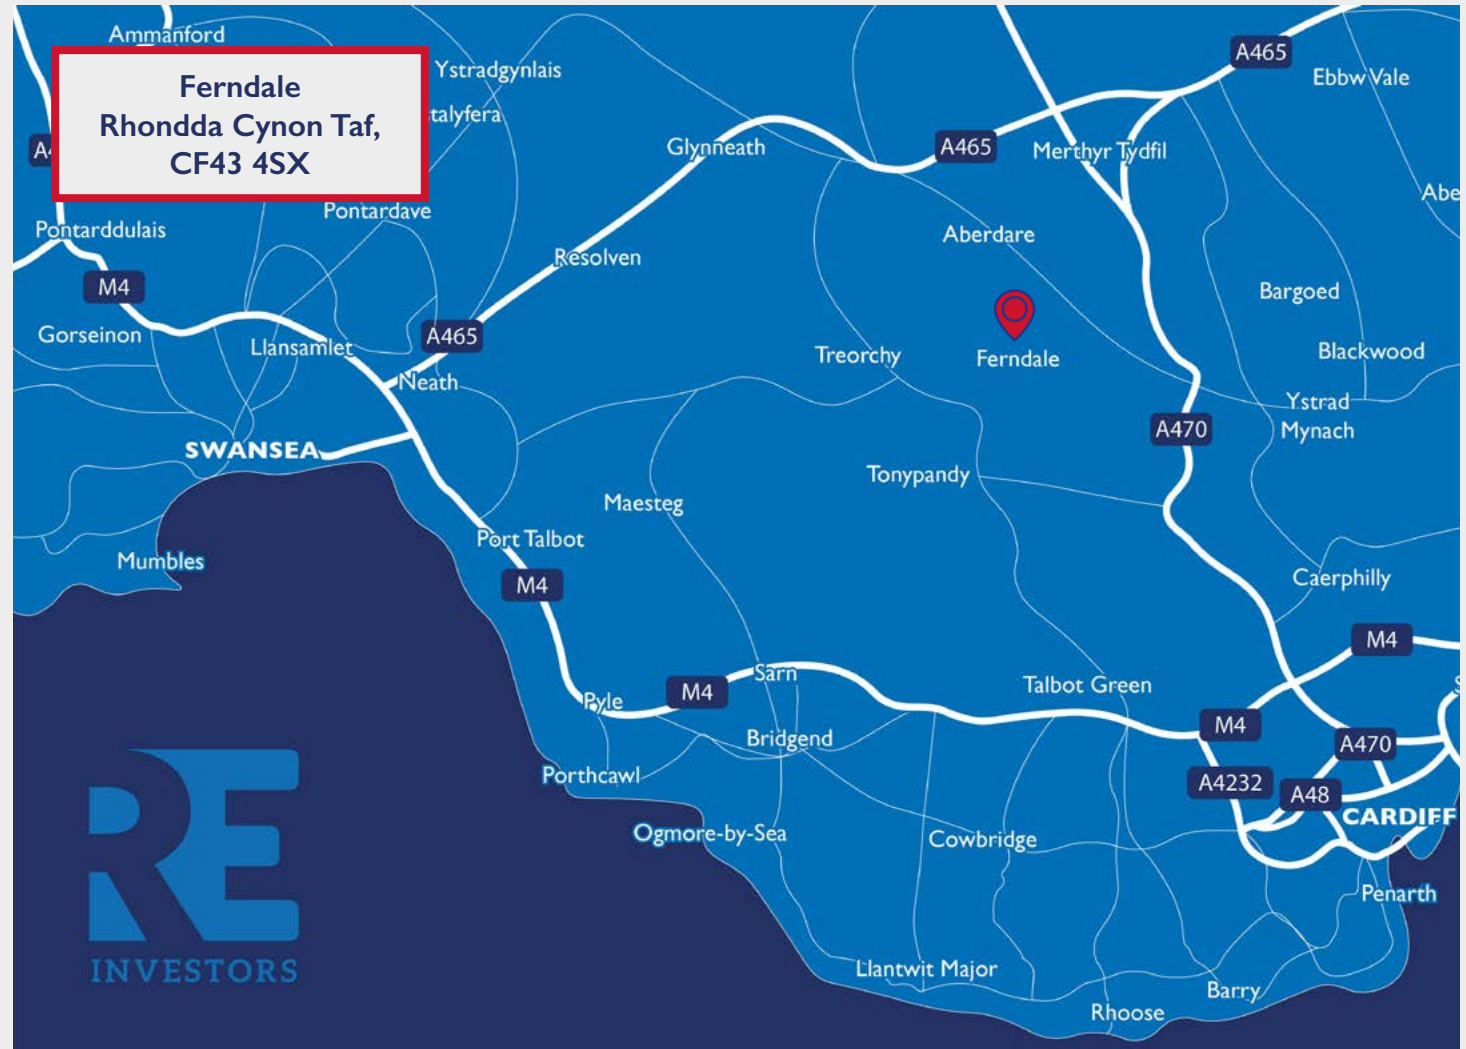 Ammanford
Ferndale
Rhondda Cynon Taf,
CF43 4SX
Ystradgynlais
talyfera
A465
Ebbw Vale
Glynneath
A465
Merthyr Tydfil
Pontardave
Pontarddulais
Aberdare
Resolven
M4
Bargoed
Gorseinon
Llansamlet
A465
Treorchy
Ferndale
Blackwood
Neath
Ystrad
Mynach
A470
SWANSEA
Tonypandy
Maesteg
Port Talbot
Mumbles
M4
Caerphilly
M4
Sarn
Talbot Green
Pyle
M4
M4
Bridgend
A470
Porthcawl
A4232
A48
CARDIFF
Ogmore-by-Sea
Cowbridge
Penarth
RE
INVESTORS
Llantwit Major
Barry
Rhoose